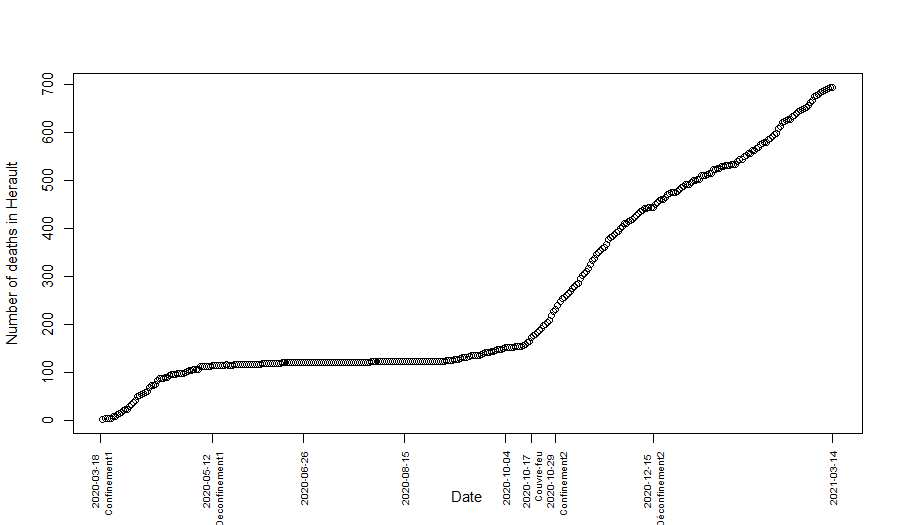 Number of deaths in Herault
700
600
500
400
300
200
100
0
2020-03-18
Confinement1
2020-05-12
Deconfinement1
2020-06-26
2020-08-15
2020-10-04
2020-10-17
Couvre-feu
2020-10-29
Confinement2
2020-12-15
Déconfinement2
2021-03-14
Date